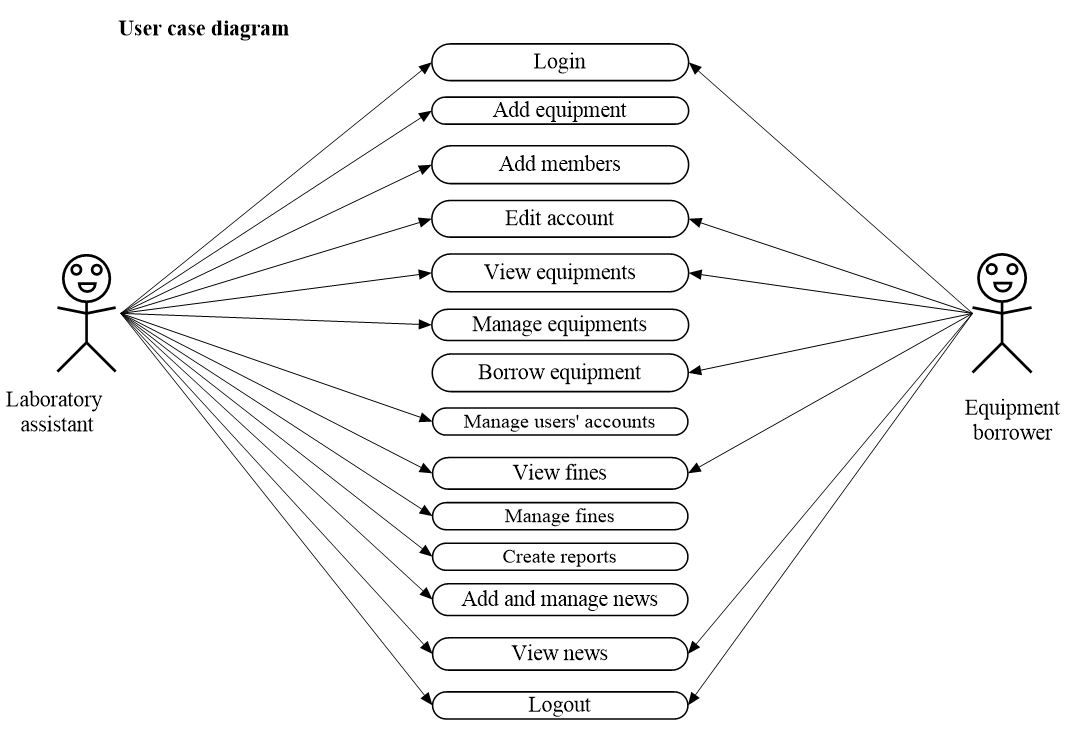 User case diagram
Login
Add equipment
Add members
Edit account
View equipments
Manage equipments
Borrow equipment
Manage users' accounts
View fines
Manage fines
Create reports
Add and manage news
View news
Logout
Laboratory
assistant
Equipment
borrower